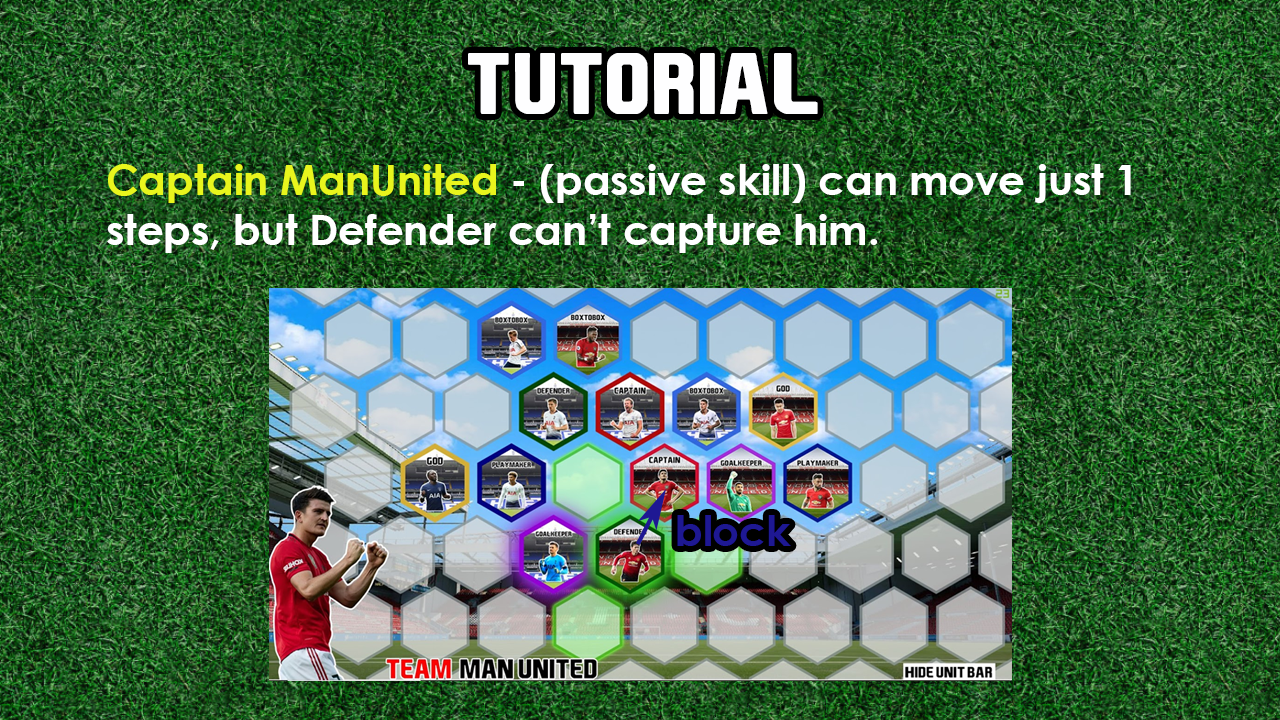 TUTORIAL
Captain ManUnited - (passive skill) can move just 1
steps, but Defender can’t capture him.
23
BOXTOBOX
BOXTOBOX
DEFENDER
CAPTAIN
BOXTOBOX
GOD
GOD
PLAYMAKER
CAPTAIN
GOALKEEPER
PLAYMAKER
GOALKEEPER
DEFENDER
block
TEAM MAN UNITED
HIDE UNIT BAR